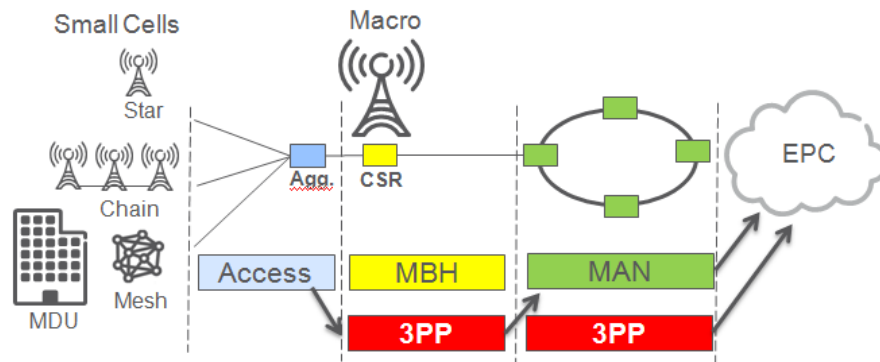 Small Cells
Macro
Star
Agg.
CSR
EPC
Chain
Access
MBH
MAN
MDU
Mesh
3PP
3PP